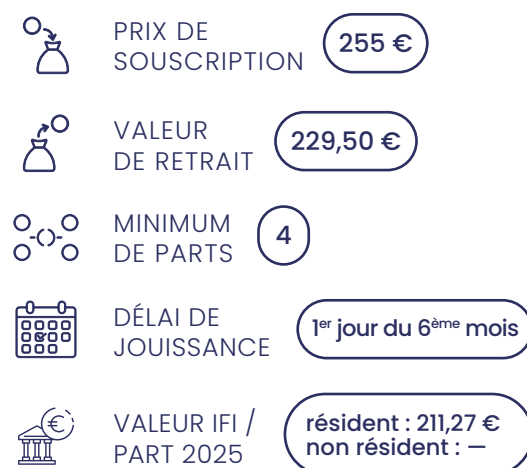 PRIX DE
SOUSCRIPTION
255 €
VALEUR
DE RETRAIT
229,50 €
MINIMUM
DE PARTS
4
DÉLAI DE
JOUISSANCE
1er jour du 6ème mois
VALEUR IFI /
PART 2025
résident : 211,27 €
non résident : —